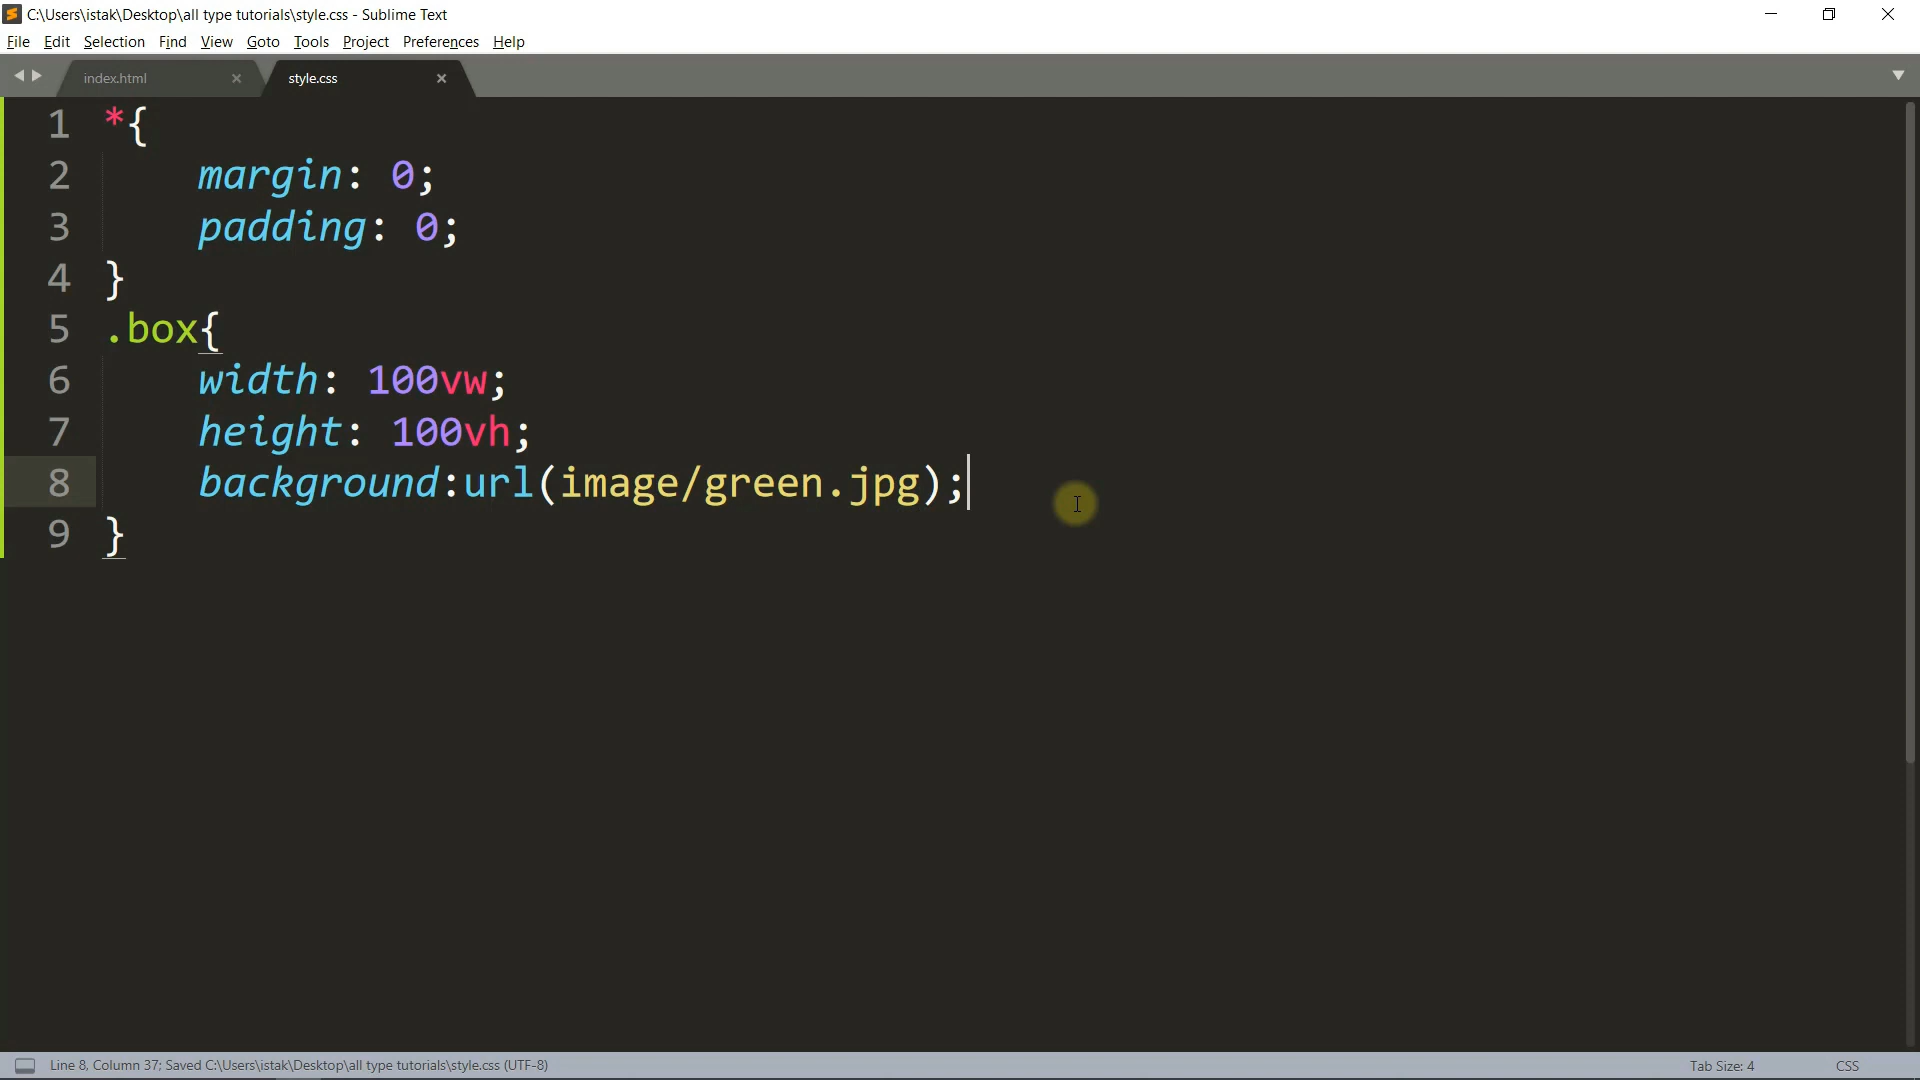 C:\Users\istak\Desktop\all type tutorials\style.css - Sublime Text
File Edit Selection Find View Goto Tools Project Preferences Help
index.html style.css
1 *{
2 margin: 0;
3 padding: 0;
4 }
5 .box{
6 width: 100vw;
7 height: 100vh;
8 background:url(image/green.jpg);
9 }
Line 8, Column 37; Saved C:\Users\istak\Desktop\all type tutorials\style.css (UTF-8) Tab Size: 4 CSS